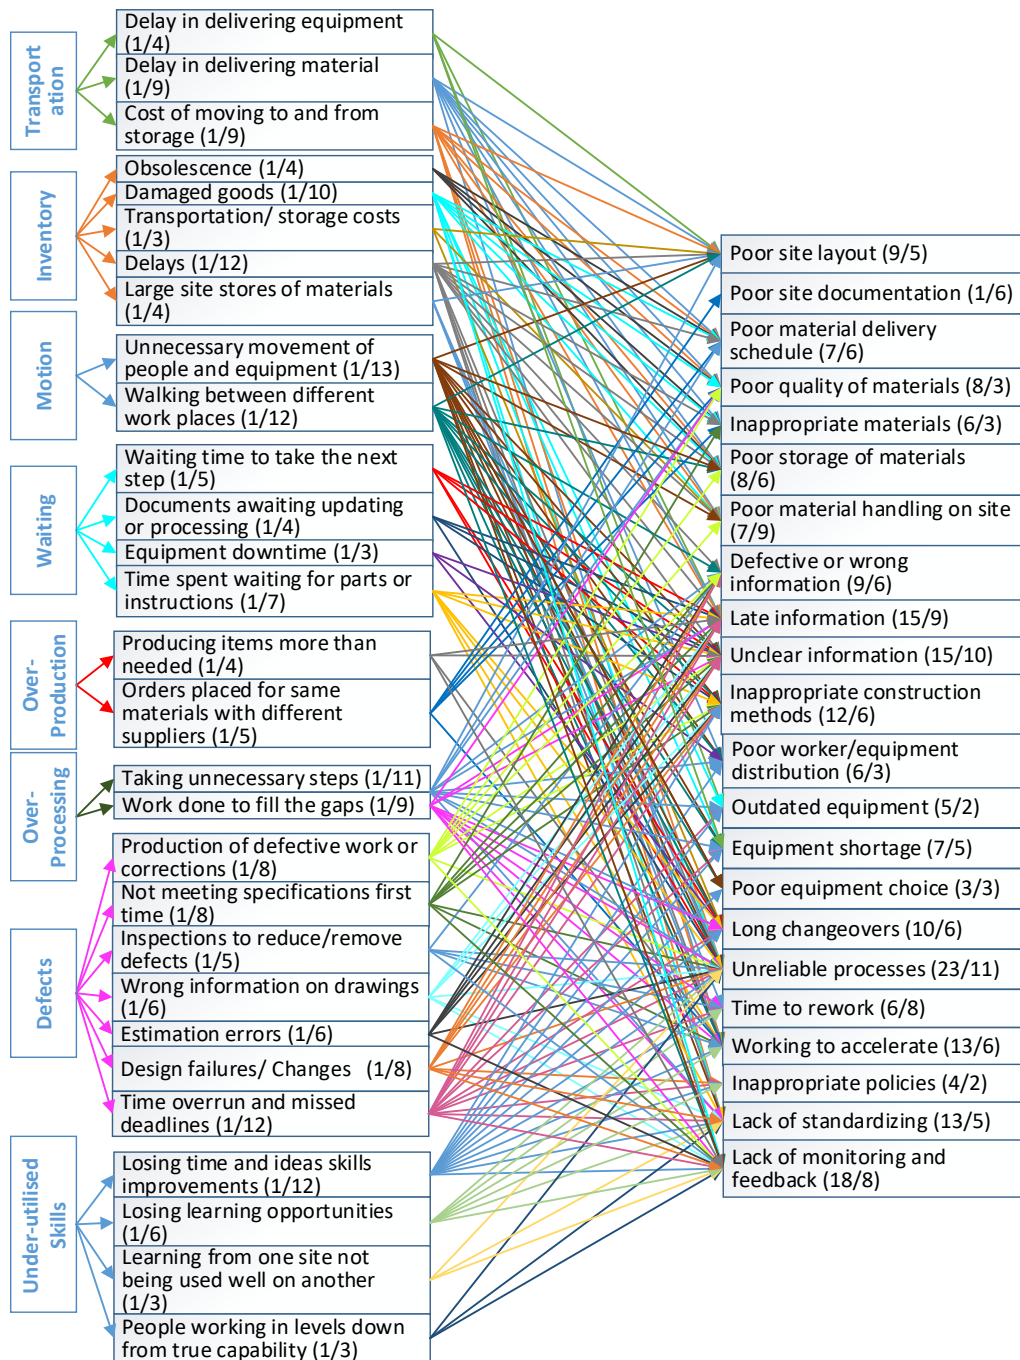 Transport
ation
Delay in delivering equipment
(1/4)
Delay in delivering material
(1/9)
Cost of moving to and from
storage (1/9)
Inventory
Obsolescence (1/4)
Damaged goods (1/10)
Transportation/ storage costs
(1/3)
Delays (1/12)
Large site stores of materials
(1/4)
Motion
Unnecessary movement of
people and equipment (1/13)
Walking between different
work places (1/12)
Waiting
Waiting time to take the next
step (1/5)
Documents awaiting updating
or processing (1/4)
Equipment downtime (1/3)
Time spent waiting for parts or
instructions (1/7)
Over-
Production
Producing items more than
needed (1/4)
Orders placed for same
materials with different
suppliers (1/5)
Over-
Processing
Taking unnecessary steps (1/11)
Work done to fill the gaps (1/9)
Defects
Production of defective work or
corrections (1/8)
Not meeting specifications first
time (1/8)
Inspections to reduce/remove
defects (1/5)
Wrong information on drawings
(1/6)
Estimation errors (1/6)
Design failures/ Changes (1/8)
Time overrun and missed
deadlines (1/12)
Under-utilised
Skills
Losing time and ideas skills
improvements (1/12)
Losing learning opportunities
(1/6)
Learning from one site not
being used well on another
(1/3)
People working in levels down
from true capability (1/3)
Poor site layout (9/5)
Poor site documentation (1/6)
Poor material delivery
schedule (7/6)
Poor quality of materials (8/3)
Inappropriate materials (6/3)
Poor storage of materials
(8/6)
Poor material handling on site
(7/9)
Defective or wrong
information (9/6)
Late information (15/9)
Unclear information (15/10)
Inappropriate construction
methods (12/6)
Poor worker/equipment
distribution (6/3)
Outdated equipment (5/2)
Equipment shortage (7/5)
Poor equipment choice (3/3)
Long changeovers (10/6)
Unreliable processes (23/11)
Time to rework (6/8)
Working to accelerate (13/6)
Inappropriate policies (4/2)
Lack of standardizing (13/5)
Lack of monitoring and
feedback (18/8)